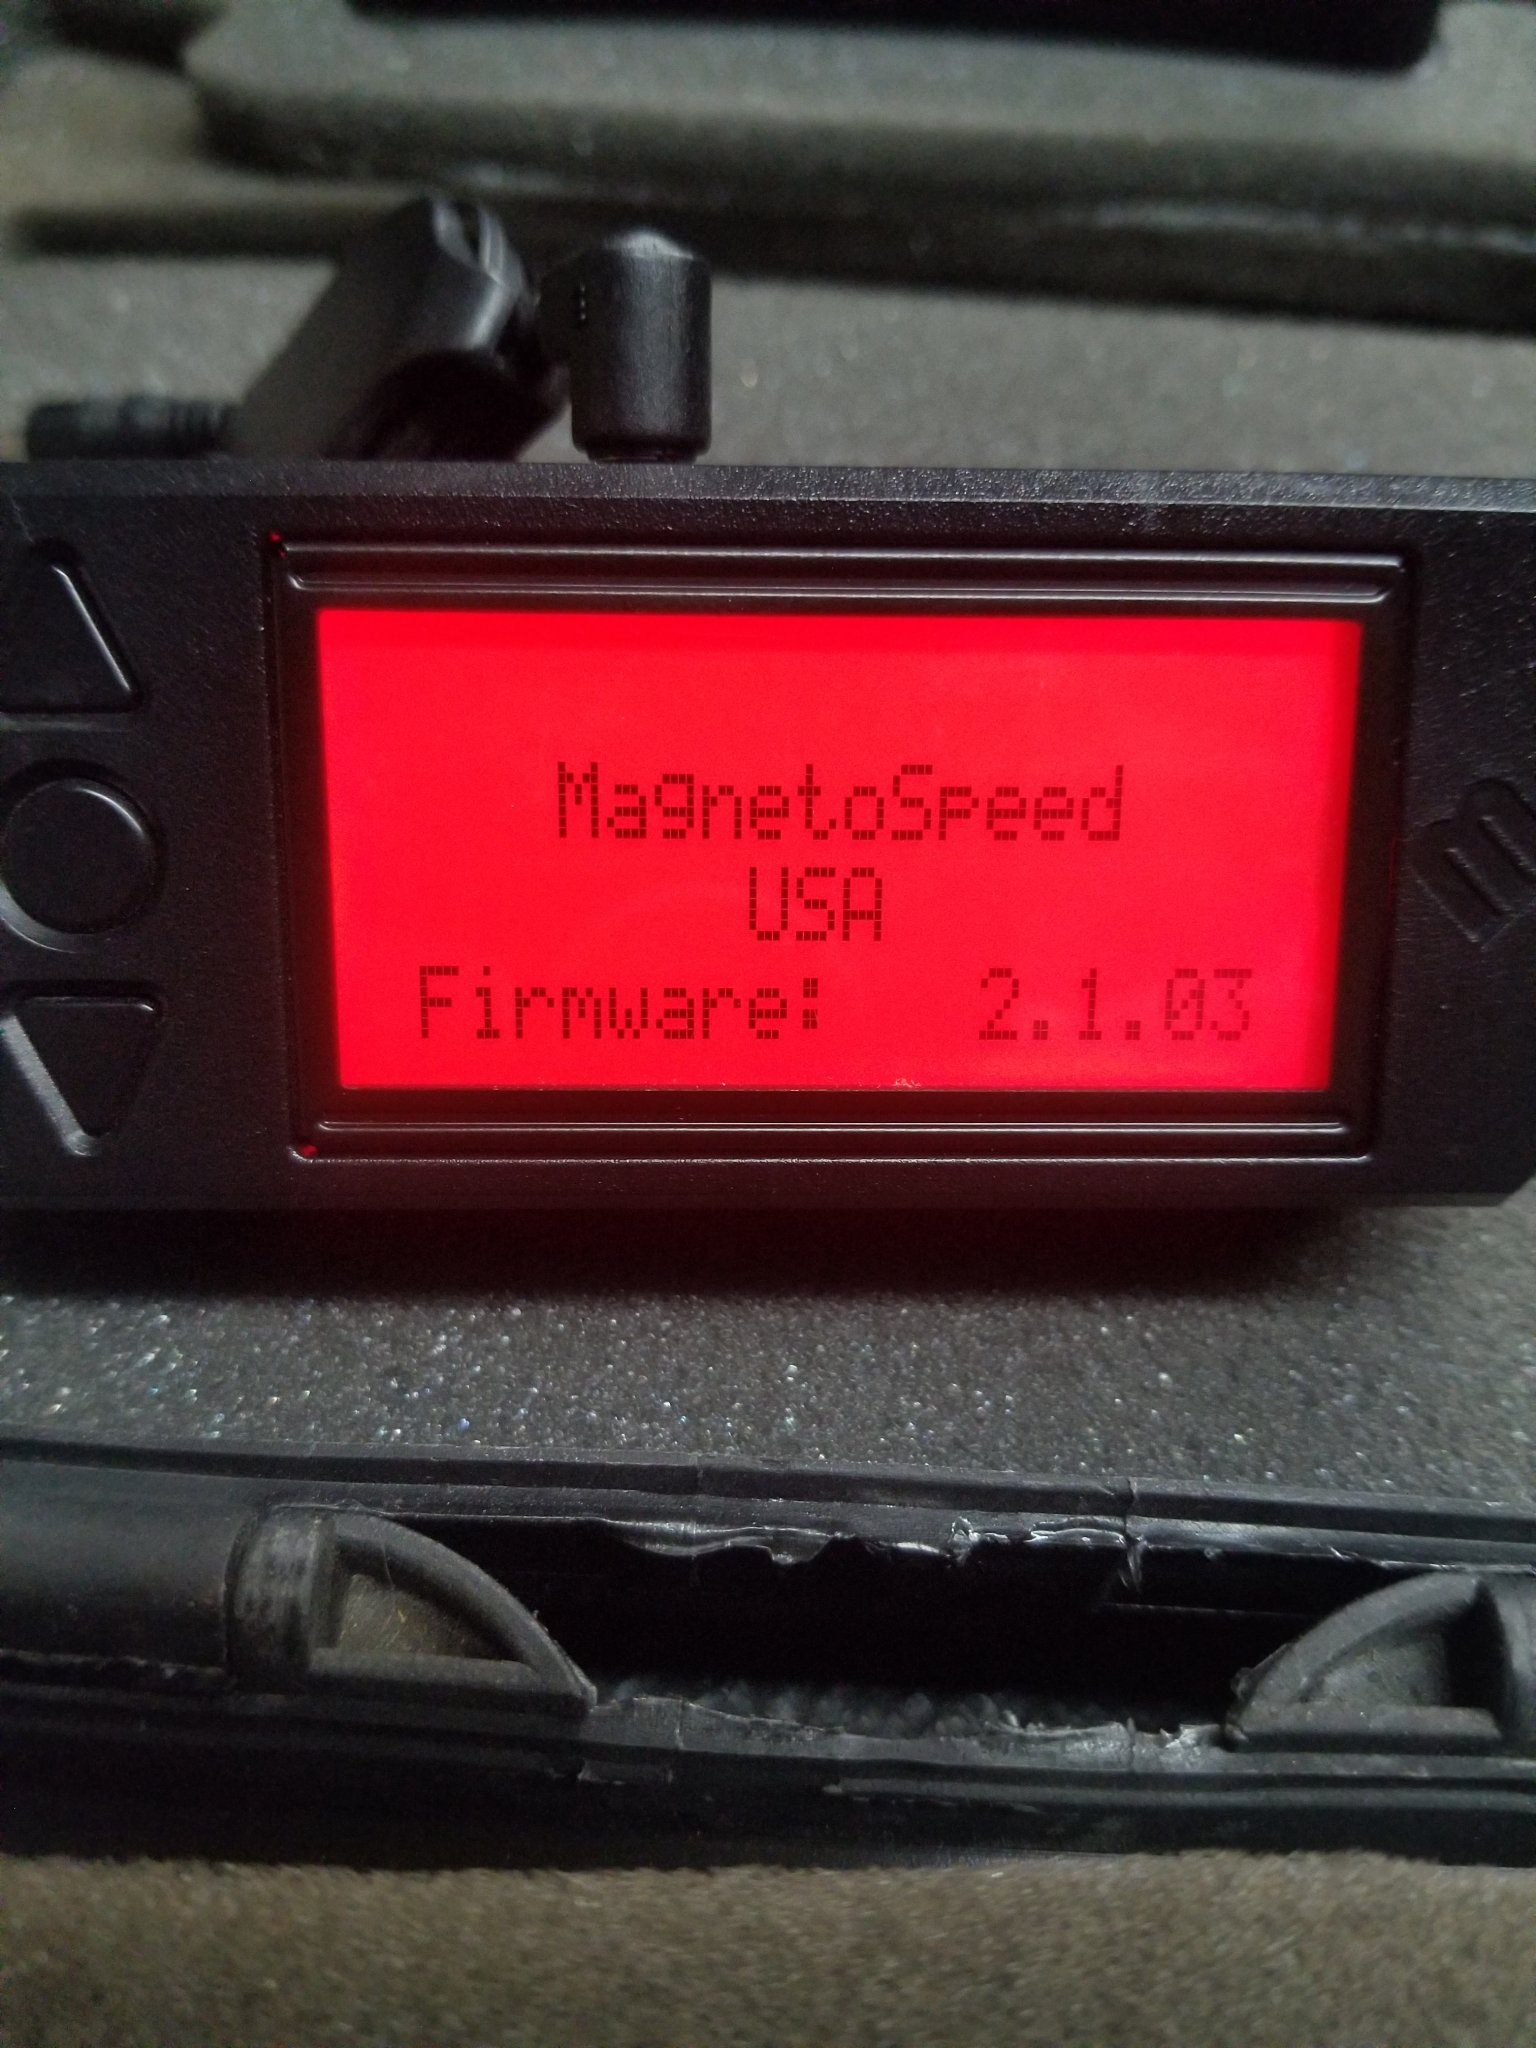 MagnetoSpeed
USA
Firmware: 2.1.03